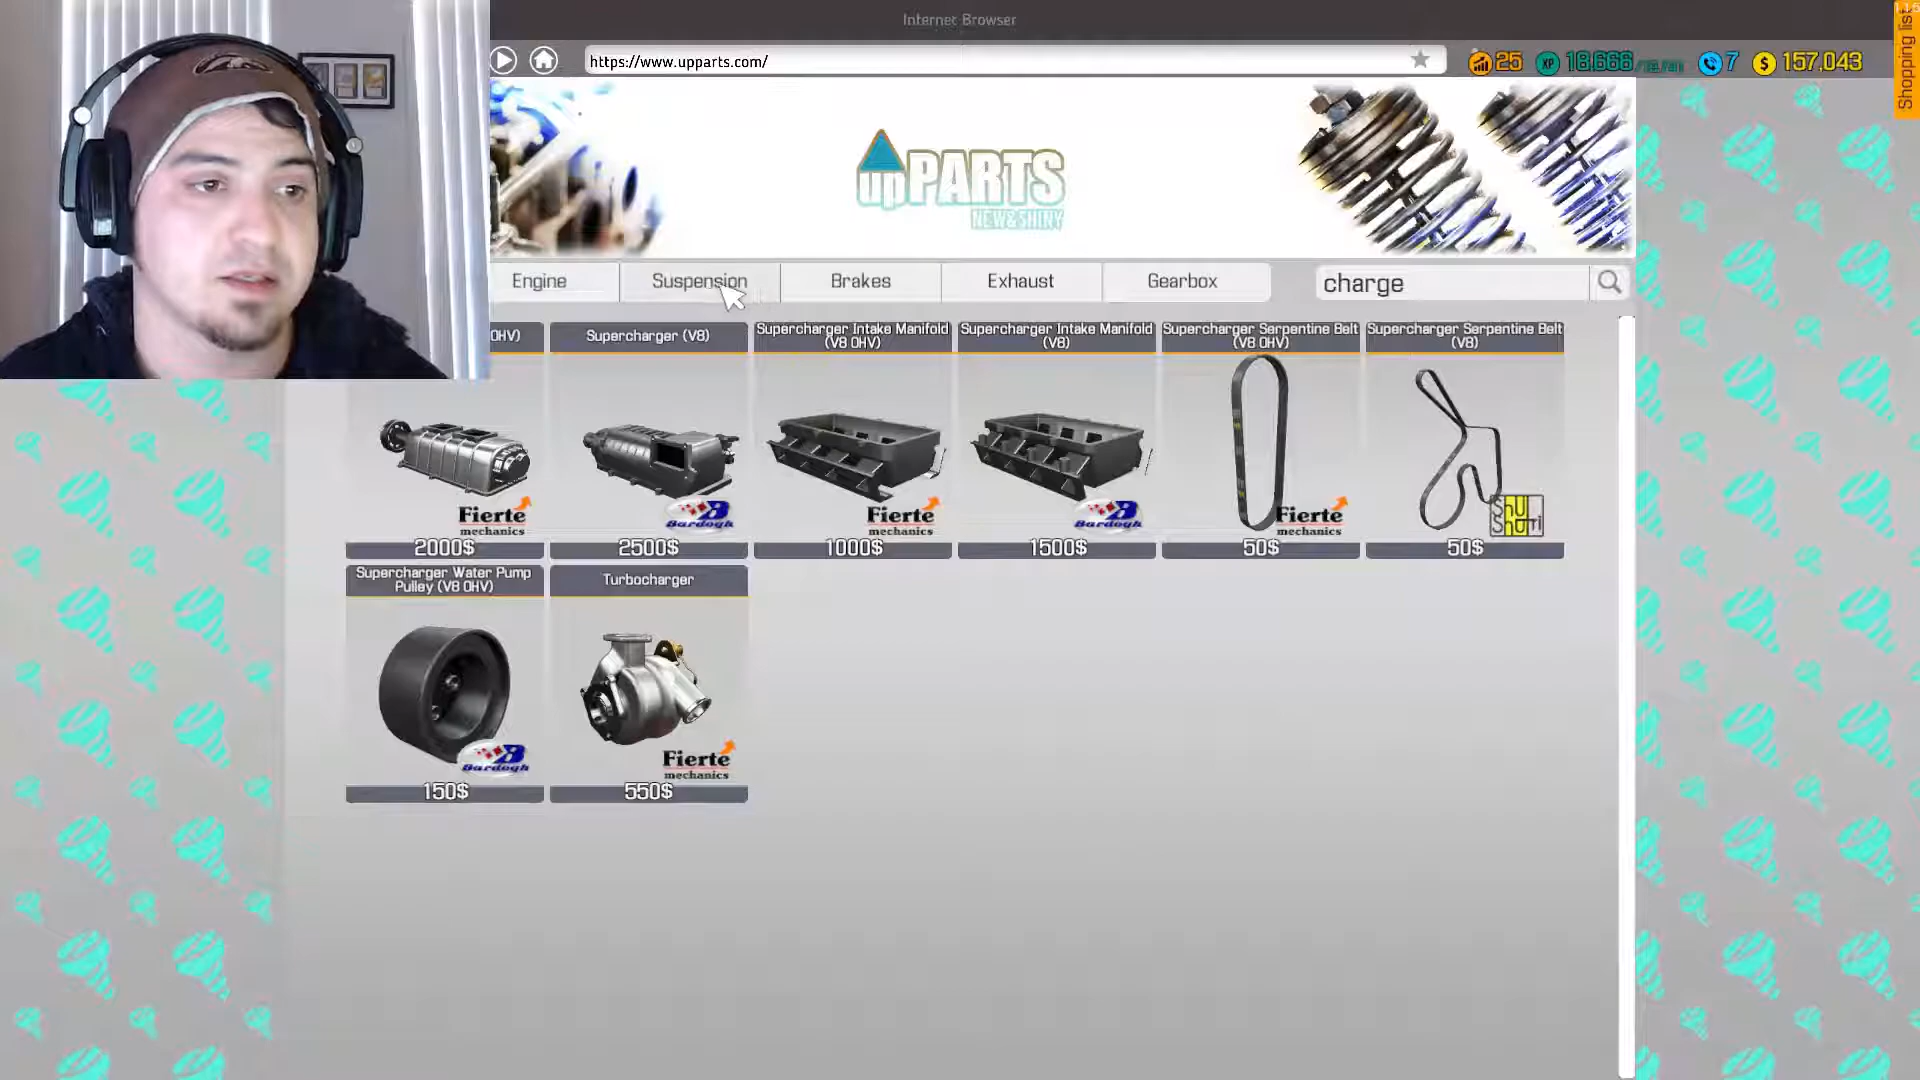 Internet Browser
https://www.upparts.com/
25
XP
18,666
7
$ 157,043
Shopping list
upPARTS
NEW&SHINY
Engine
Suspension
Brakes
Exhaust
Gearbox
charge
OHV)
Supercharger (V8)
Supercharger Intake Manifold
(V8 OHV)
Supercharger Intake Manifold
(V8)
Supercharger Serpentine Belt
(V8 OHV)
Supercharger Serpentine Belt
(V8)
Fierte
mechanics
Bardogh
Fierte
mechanics
Bardogh
Fierte
mechanics
2000$
2500$
1000$
1500$
50$
50$
Supercharger Water Pump
Pulley (V8 OHV)
Turbocharger
Bardogh
Fierte
mechanics
150$
550$